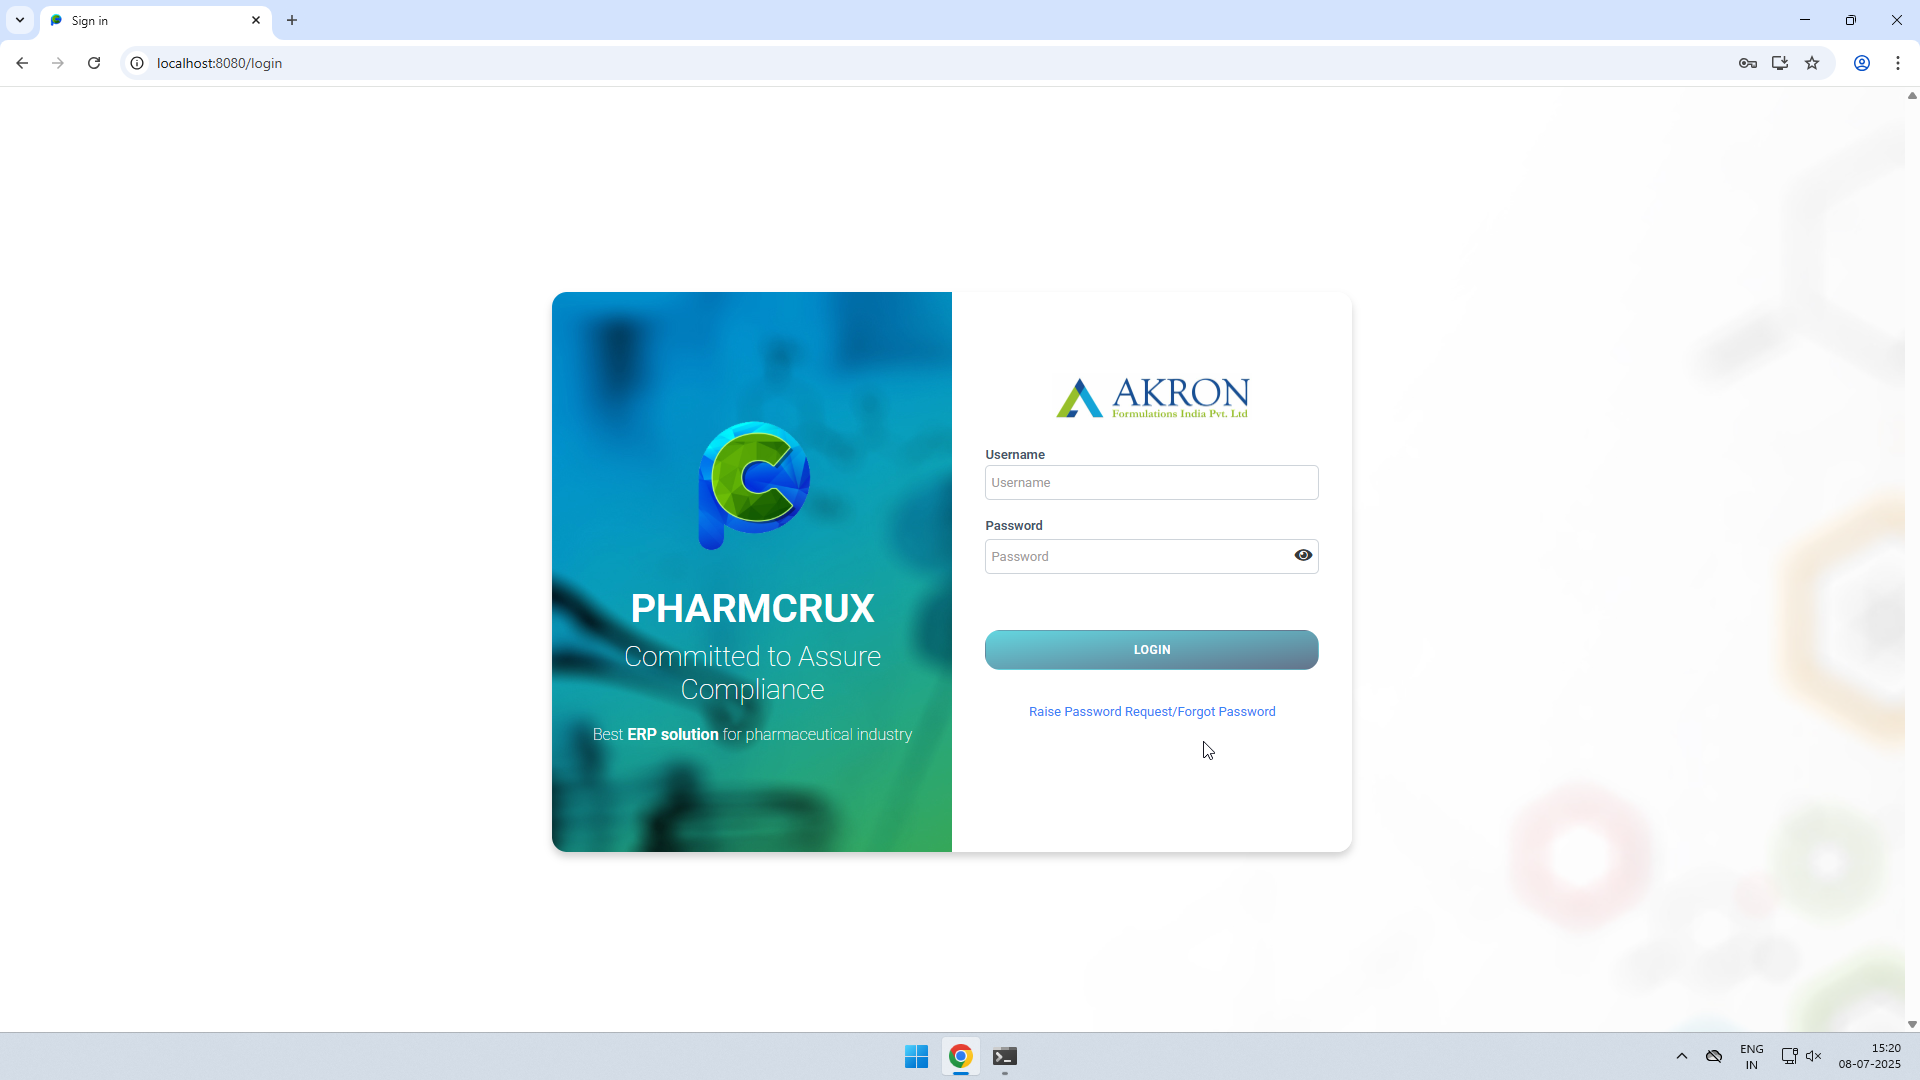 Sign in
localhost:8080/login
AKRON
Formulations India Pvt. Ltd
Username
Username
Password
Password
LOGIN
Raise Password Request/Forgot Password
PHARMCRUX
Committed to Assure
Compliance
Best ERP solution for pharmaceutical industry
ENG
IN
15:20
08-07-2025